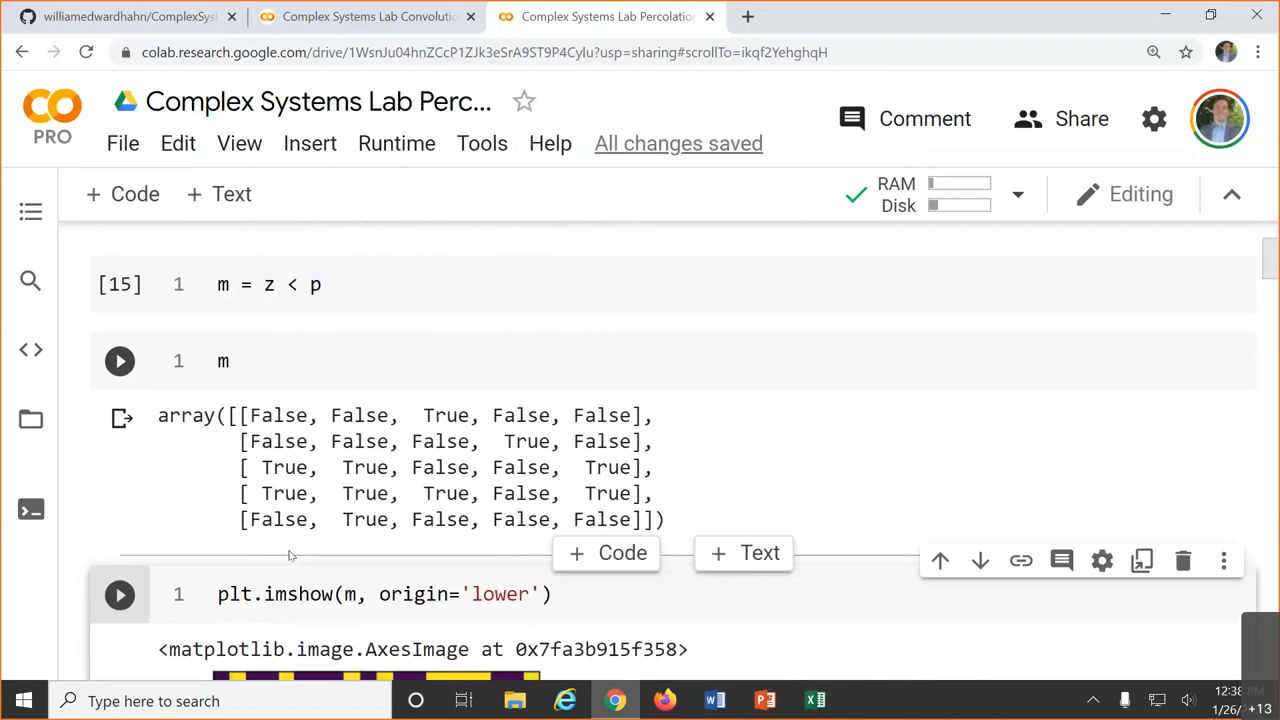 williamedwardhahn/ComplexSyst
Complex Systems Lab Convolution
Complex Systems Lab Percolation
colab.research.google.com/drive/1WsnJu04hnZCcP1ZJk3eSrA9ST9P4Cylu?usp=sharing#scrollTo=ikqf2YehghqH
PRO
Complex Systems Lab Perc...
Comment
Share
File Edit View Insert Runtime Tools Help All changes saved
+ Code + Text
RAM
Disk
Editing
[15] 1 m = z < p
1 m
array([[False, False, True, False, False],
[False, False, False, True, False],
[ True, True, False, False, True],
[ True, True, True, False, True],
[False, True, False, False, False]])
+ Code + Text
1 plt.imshow(m, origin='lower')
<matplotlib.image.AxesImage at 0x7fa3b915f358>
Type here to search
12:38 PM
1/26/
+13